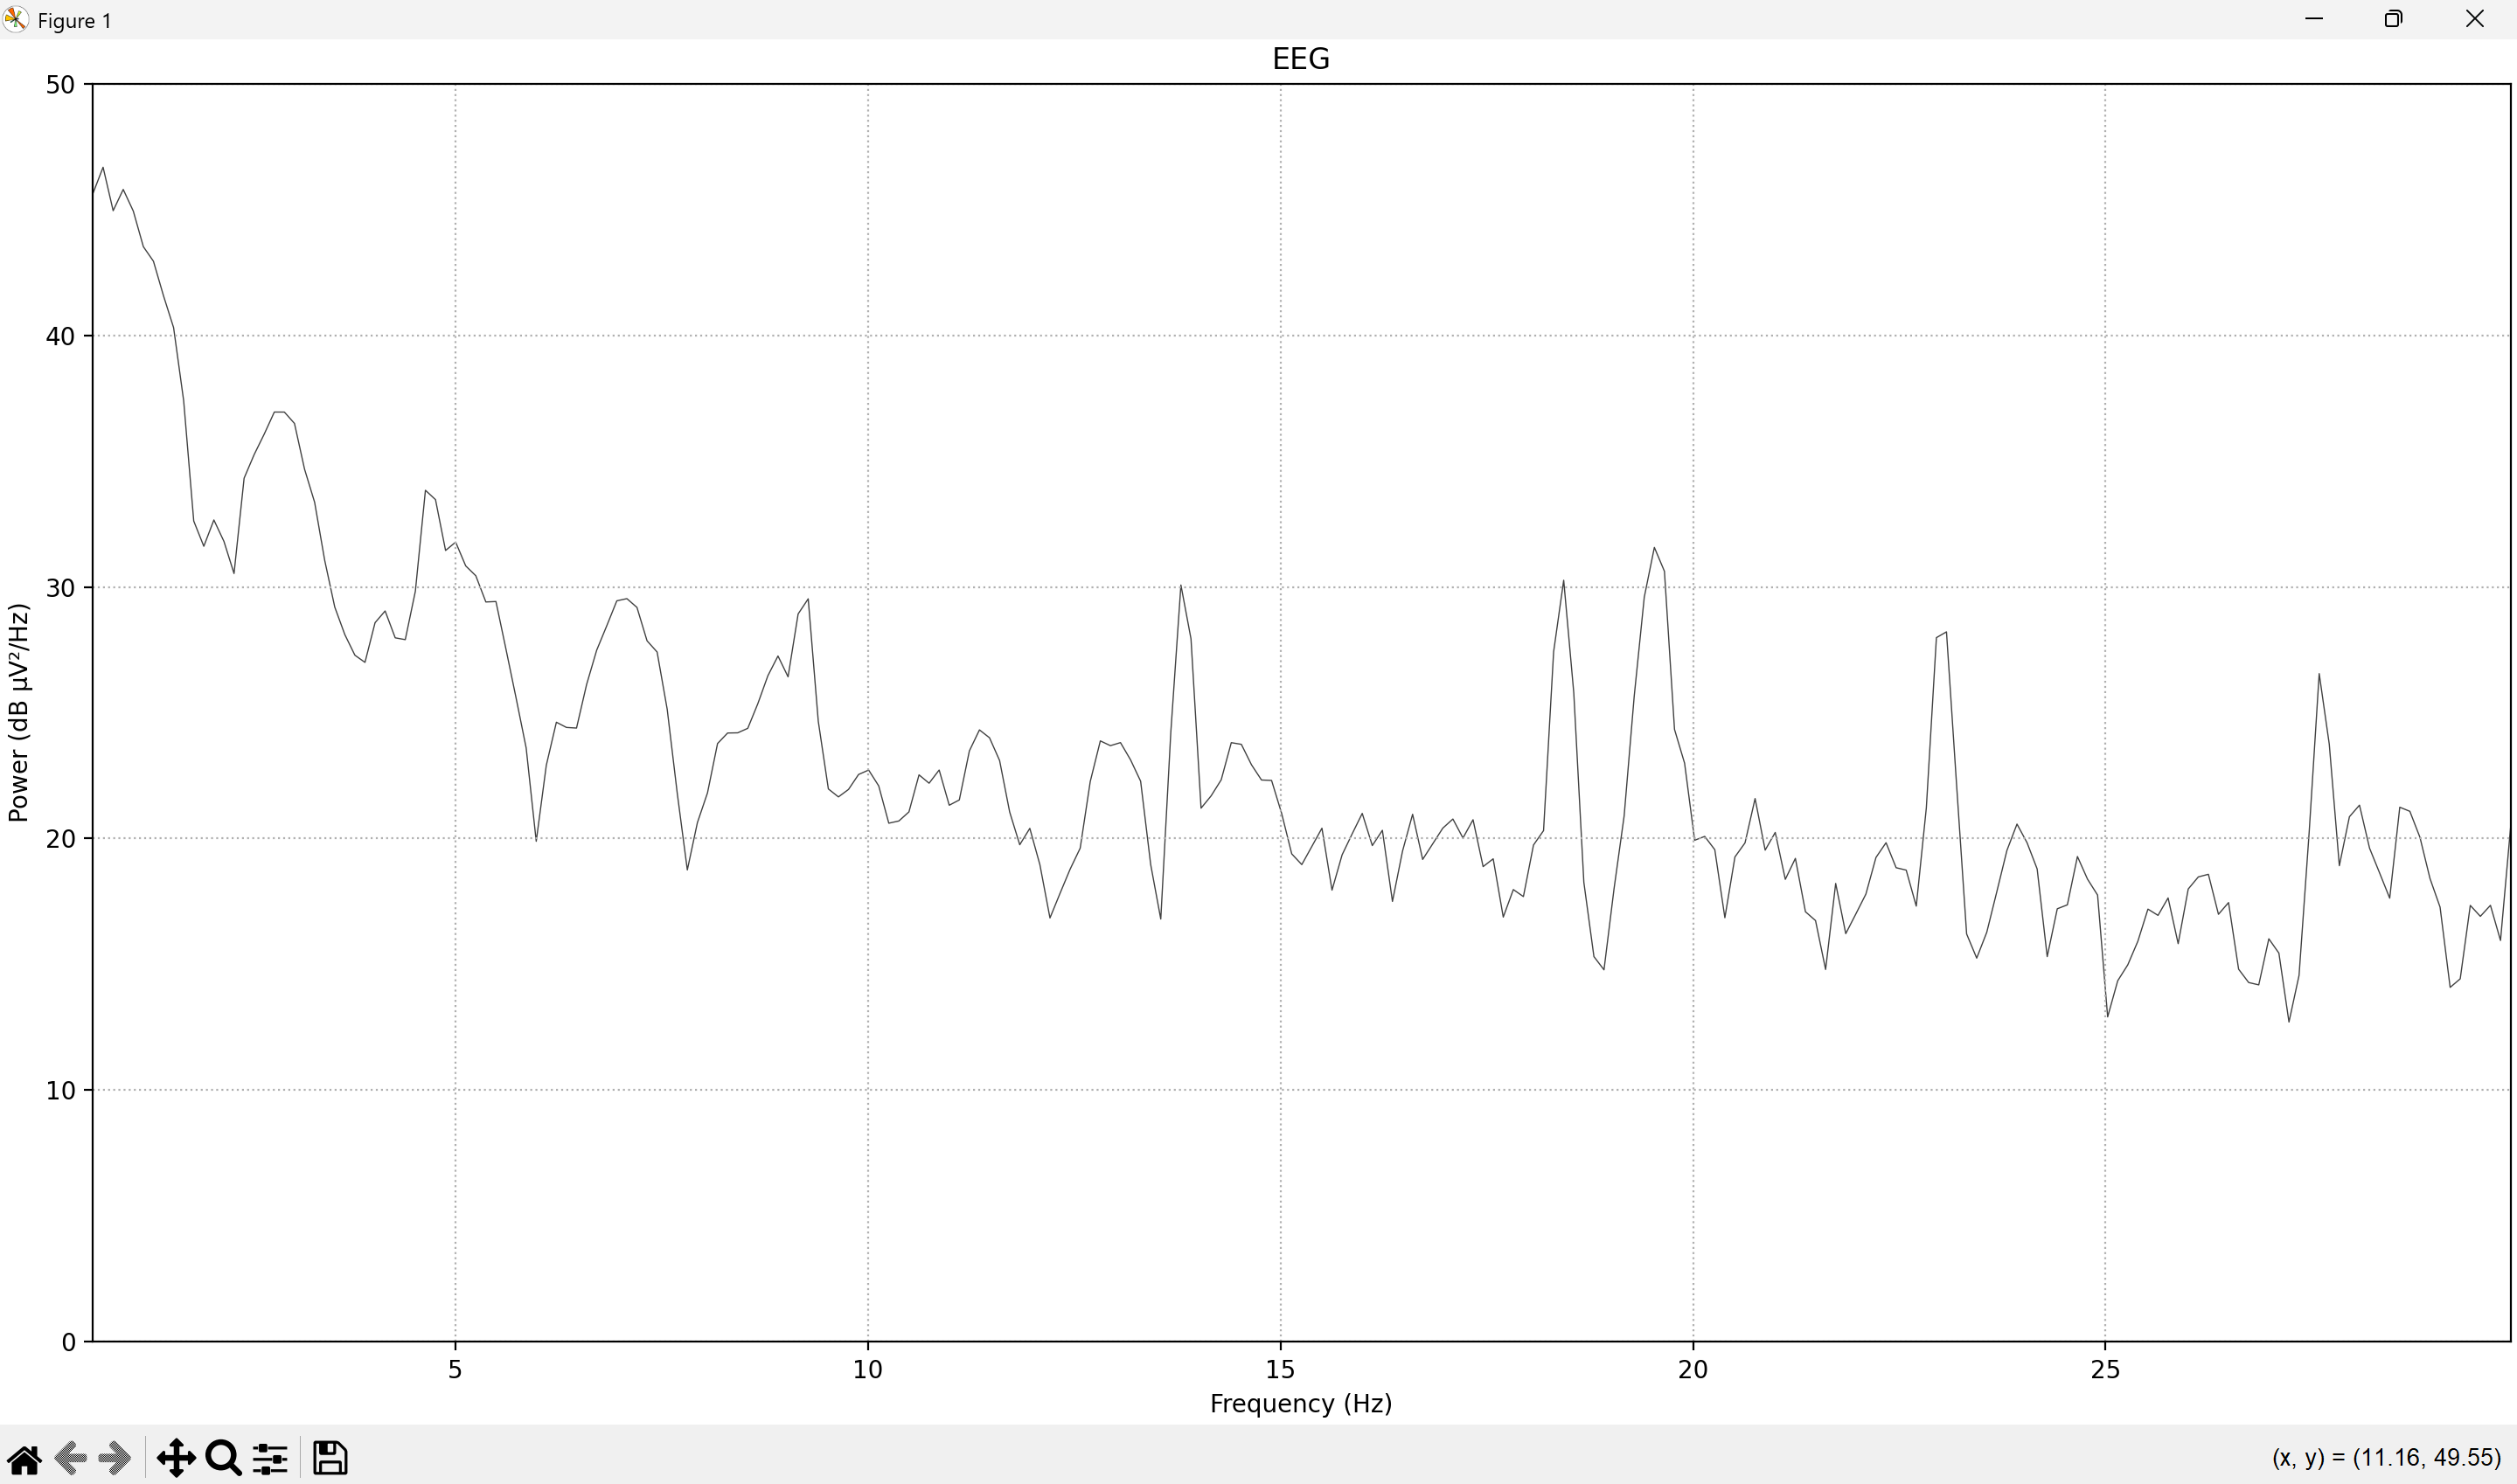 Figure 1
EEG
50
40
30
20
10
0
Power (dB µV²/Hz)
5 10 15 20 25
Frequency (Hz)
(x, y) = (11.16, 49.55)